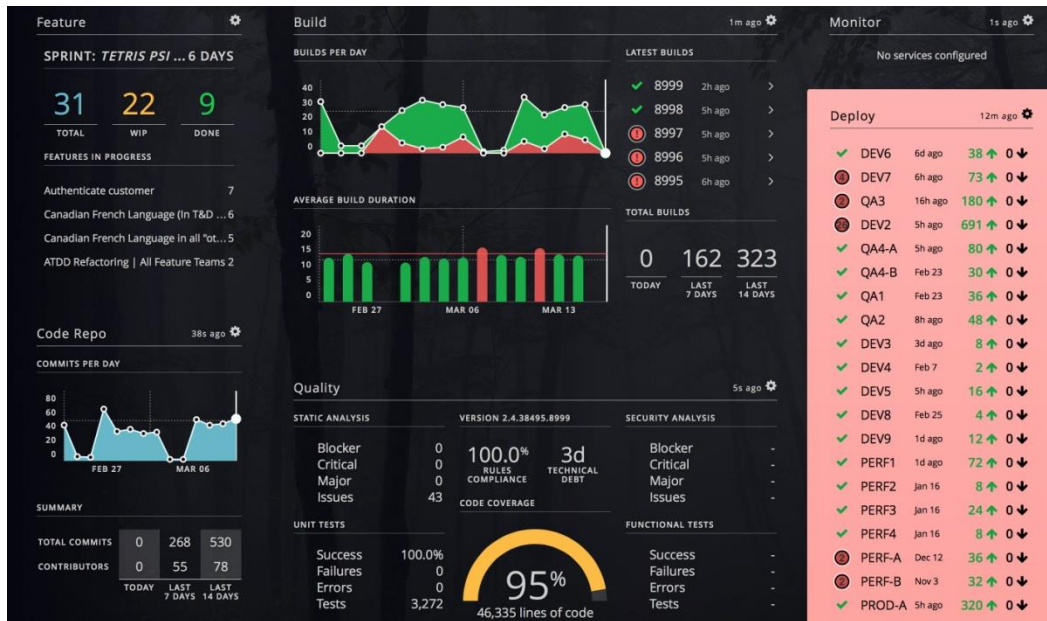 Feature
SPRINT: TETRIS PSI ... 6 DAYS
31 22 9
TOTAL WIP DONE
FEATURES IN PROGRESS
Authenticate customer 7
Canadian French Language (In T&D ... 6
Canadian French Language in all "ot... 5
ATDD Refactoring | All Feature Teams 2
Code Repo 38s ago
COMMITS PER DAY
80
60
40
20
0
FEB 27 MAR 06
SUMMARY
TOTAL COMMITS 0 268 530
CONTRIBUTORS 0 55 78
TODAY LAST 7 DAYS LAST 14 DAYS
Build 1m ago
BUILDS PER DAY
40
30
20
10
0
AVERAGE BUILD DURATION
20
15
10
5
0
FEB 27 MAR 06 MAR 13
LATEST BUILDS
8999 2h ago >
8998 5h ago >
! 8997 5h ago >
! 8996 5h ago >
! 8995 6h ago >
TOTAL BUILDS
0 162 323
TODAY LAST 7 DAYS LAST 14 DAYS
Quality 5s ago
STATIC ANALYSIS
Blocker 0
Critical 0
Major 0
Issues 43
UNIT TESTS
Success 100.0%
Failures 0
Errors 0
Tests 3,272
VERSION 2.4.38495.8999
100.0% 3d
RULES COMPLIANCE TECHNICAL DEBT
CODE COVERAGE
95%
46,335 lines of code
SECURITY ANALYSIS
Blocker -
Critical -
Major -
Issues -
FUNCTIONAL TESTS
Success -
Failures -
Errors -
Tests -
Monitor 1s ago
No services configured
Deploy 12m ago
DEV6 6d ago 38 ↑ 0 ↓
4 DEV7 6h ago 73 ↑ 0 ↓
2 QA3 16h ago 180 ↑ 0 ↓
DEV2 5h ago 691 ↑ 0 ↓
QA4-A 5h ago 80 ↑ 0 ↓
QA4-B Feb 23 30 ↑ 0 ↓
QA1 Feb 23 36 ↑ 0 ↓
QA2 8h ago 48 ↑ 0 ↓
DEV3 3d ago 8 ↑ 0 ↓
DEV4 Feb 7 2 ↑ 0 ↓
DEV5 5h ago 16 ↑ 0 ↓
DEV8 Feb 25 4 ↑ 0 ↓
DEV9 1d ago 12 ↑ 0 ↓
PERF1 1d ago 72 ↑ 0 ↓
PERF2 Jan 16 8 ↑ 0 ↓
PERF3 Jan 16 24 ↑ 0 ↓
PERF4 Jan 16 8 ↑ 0 ↓
2 PERF-A Dec 12 36 ↑ 0 ↓
2 PERF-B Nov 3 32 ↑ 0 ↓
PROD-A 5h ago 320 ↑ 0 ↓